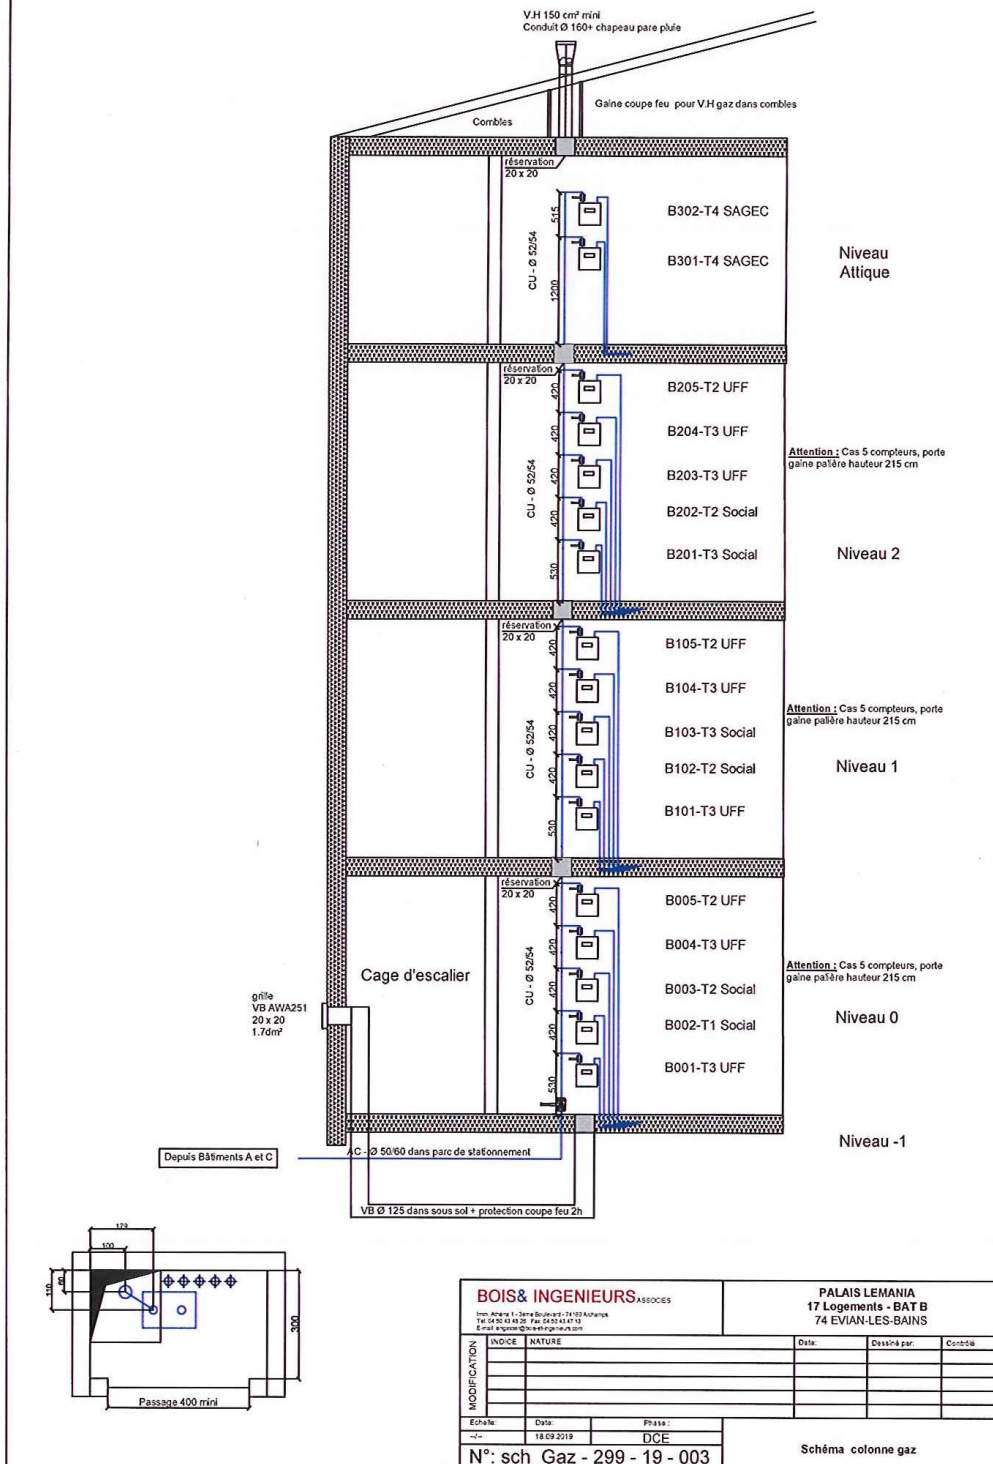 V.H 150 cm² mini
Conduit Ø 160+ chapeau pare pluie
Gaine coupe feu pour V.H gaz dans combles
Combles
réservation
20 x 20
515
B302-T4 SAGEC
CU - Ø 52/54
B301-T4 SAGEC
1200
Niveau
Attique
réservation
20 x 20
420
B205-T2 UFF
420
B204-T3 UFF
Attention : Cas 5 compteurs, porte
gaine palière hauteur 215 cm
CU - Ø 52/54
420
B203-T3 UFF
420
B202-T2 Social
530
B201-T3 Social
Niveau 2
réservation
20 x 20
420
B105-T2 UFF
420
B104-T3 UFF
Attention : Cas 5 compteurs, porte
gaine palière hauteur 215 cm
CU - Ø 52/54
420
B103-T3 Social
420
B102-T2 Social
Niveau 1
530
B101-T3 UFF
réservation
20 x 20
420
B005-T2 UFF
420
B004-T3 UFF
Attention : Cas 5 compteurs, porte
gaine palière hauteur 215 cm
Cage d'escalier
CU - Ø 52/54
420
B003-T2 Social
420
B002-T1 Social
Niveau 0
530
B001-T3 UFF
grille
VB AWA251
20 x 20
1.7dm²
Niveau -1
Depuis Bâtiments A et C
AC - Ø 50/60 dans parc de stationnement
VB Ø 125 dans sous sol + protection coupe feu 2h
179
100
110
60
300
Passage 400 mini
BOIS& INGENIEURS ASSOCIES
PALAIS LEMANIA
17 Logements - BAT B
74 EVIAN-LES-BAINS
MODIFICATION
INDICE
NATURE
Date:
Dessiné par:
Contrôlé
Echelle:
Date:
Phase :
-/-
18.09.2019
DCE
N°: sch Gaz - 299 - 19 - 003
Schéma colonne gaz